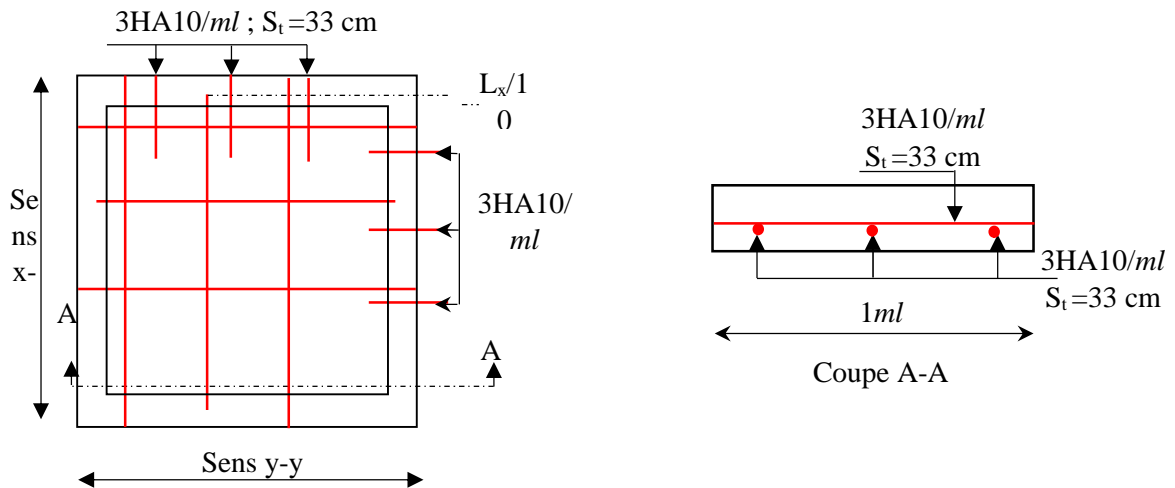 3HA10/ml ; St =33 cm
Lx/1
0
3HA10/
ml
Se
ns
x-
A
A
Sens y-y
3HA10/ml
St =33 cm
3HA10/ml
St =33 cm
1ml
Coupe A-A